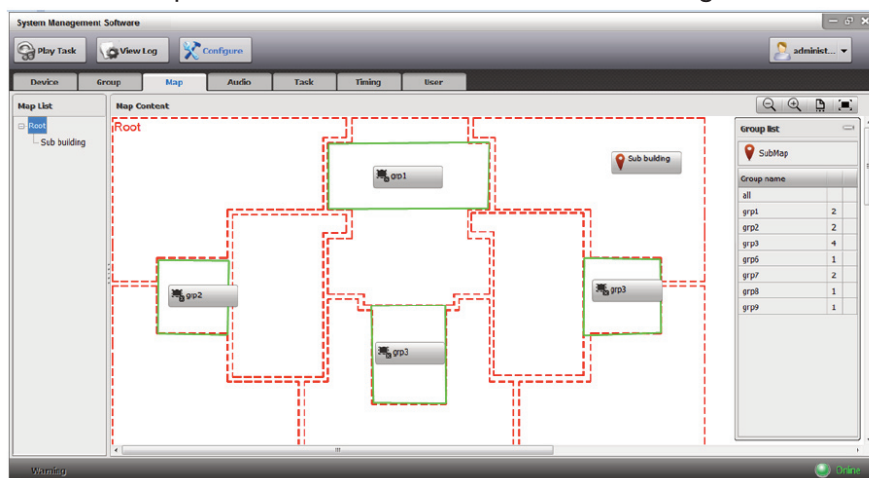 System Management Software
Play Task
View Log
Configure
administ...
Device
Group
Map
Audio
Task
Timing
User
Map List
Root
Sub building
Map Content
Root
grp1
Sub building
grp2
grp3
grp3
Group list
SubMap
Group name
all
grp1 2
grp2 2
grp3 4
grp6 1
grp7 2
grp8 1
grp9 1
Warning
Online